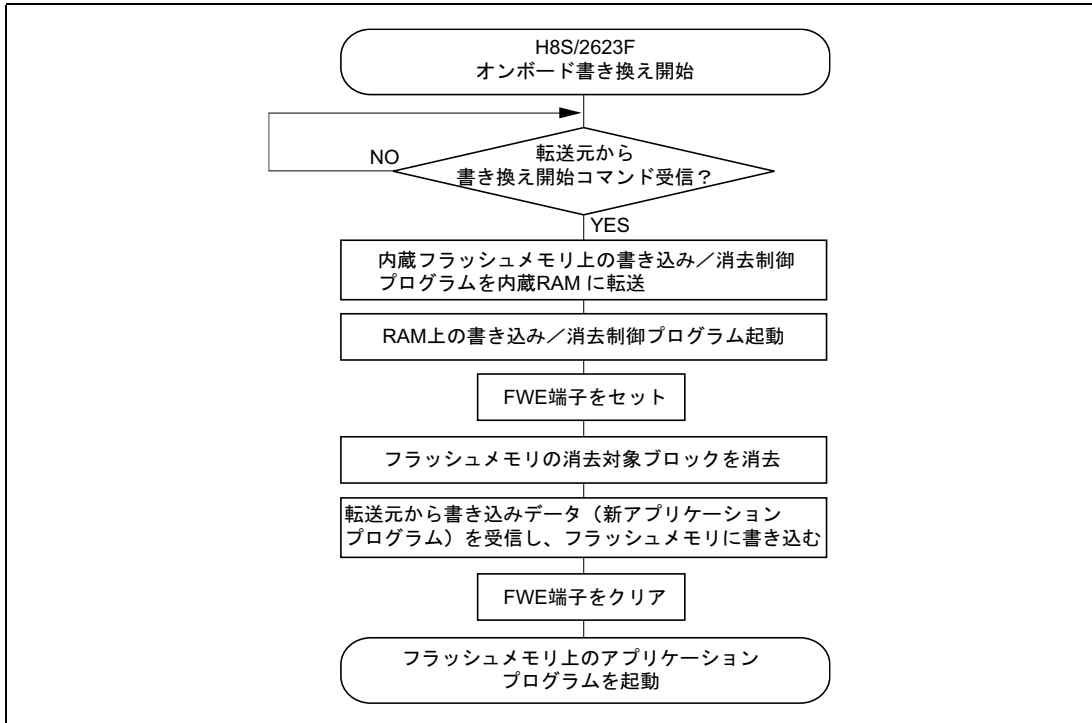 H8S/2623F
オンボード書き換え開始
転送元から
書き換え開始コマンド受信？
NO
YES
内蔵フラッシュメモリ上の書き込み／消去制御
プログラムを内蔵RAM に転送
RAM上の書き込み／消去制御プログラム起動
FWE端子をセット
フラッシュメモリの消去対象ブロックを消去
転送元から書き込みデータ（新アプリケーション
プログラム）を受信し、フラッシュメモリに書き込む
FWE端子をクリア
フラッシュメモリ上のアプリケーション
プログラムを起動